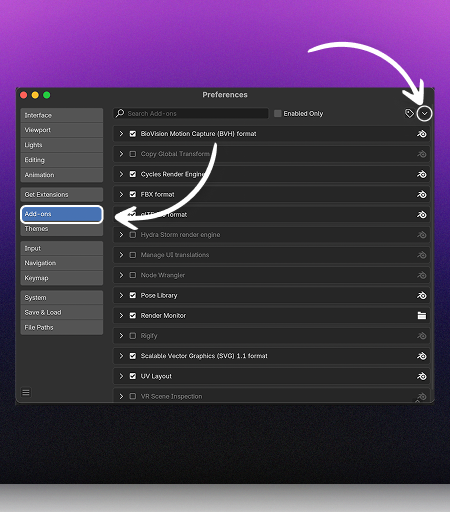 Preferences
Interface
Viewport
Lights
Editing
Animation
Get Extensions
Add-ons
Themes
Input
Navigation
Keymap
System
Save & Load
File Paths
Search Add-ons
Enabled Only
BioVision Motion Capture (BVH) format
Copy Global Transform
Cycles Render Engine
FBX format
format
Hydra Storm render engine
Manage UI translations
Node Wrangler
Pose Library
Render Monitor
Rigify
Scalable Vector Graphics (SVG) 1.1 format
UV Layout
VR Scene Inspection